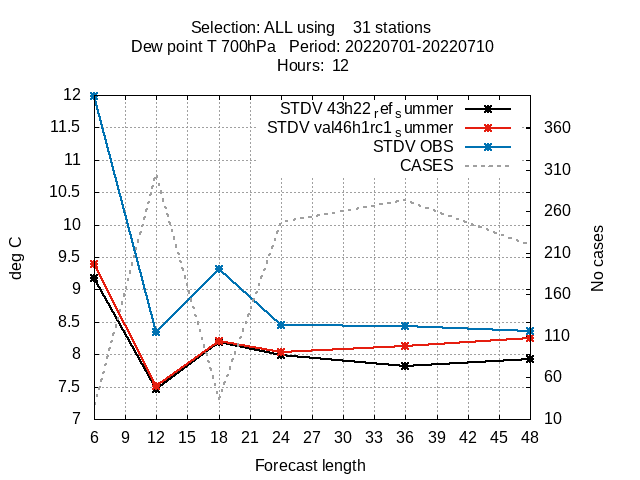 Selection: ALL using    31 stations
Dew point T 700hPa   Period: 20220701-20220710
Hours:  12
STDV 43h22_ref_summer
STDV val46h1rc1_summer
STDV OBS
CASES
deg C
12
11.5
11
10.5
10
9.5
9
8.5
8
7.5
7
No cases
360
310
260
210
160
110
60
10
6 9 12 15 18 21 24 27 30 33 36 39 42 45 48
Forecast length